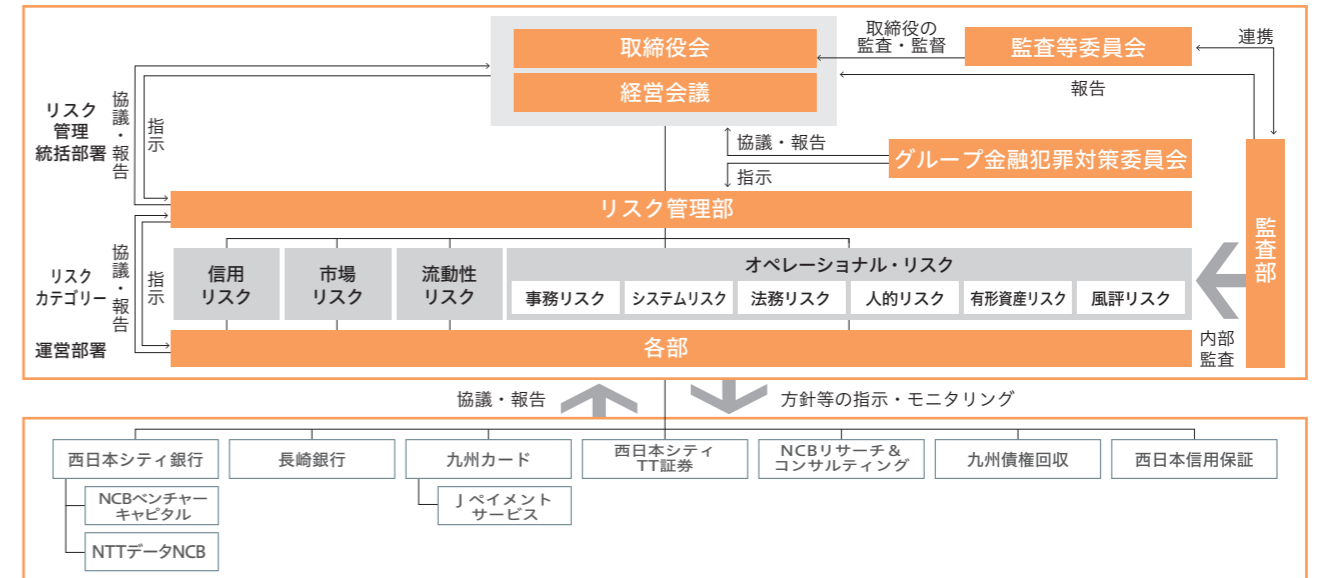 取締役会
経営会議
取締役の
監査・監督
監査等委員会
連携
報告
リスク
管理
統括部署
協議・報告
指示
協議・報告
指示
グループ金融犯罪対策委員会
リスク管理部
監査部
リスク
カテゴリー
協議・報告
指示
信用
リスク
市場
リスク
流動性
リスク
オペレーショナル・リスク
事務リスク
システムリスク
法務リスク
人的リスク
有形資産リスク
風評リスク
運営部署
各部
内部
監査
協議・報告
方針等の指示・モニタリング
西日本シティ銀行
長崎銀行
九州カード
西日本シティ
TT証券
NCBリサーチ&
コンサルティング
九州債権回収
西日本信用保証
NCBベンチャー
キャピタル
Jペイメント
サービス
NTTデータNCB